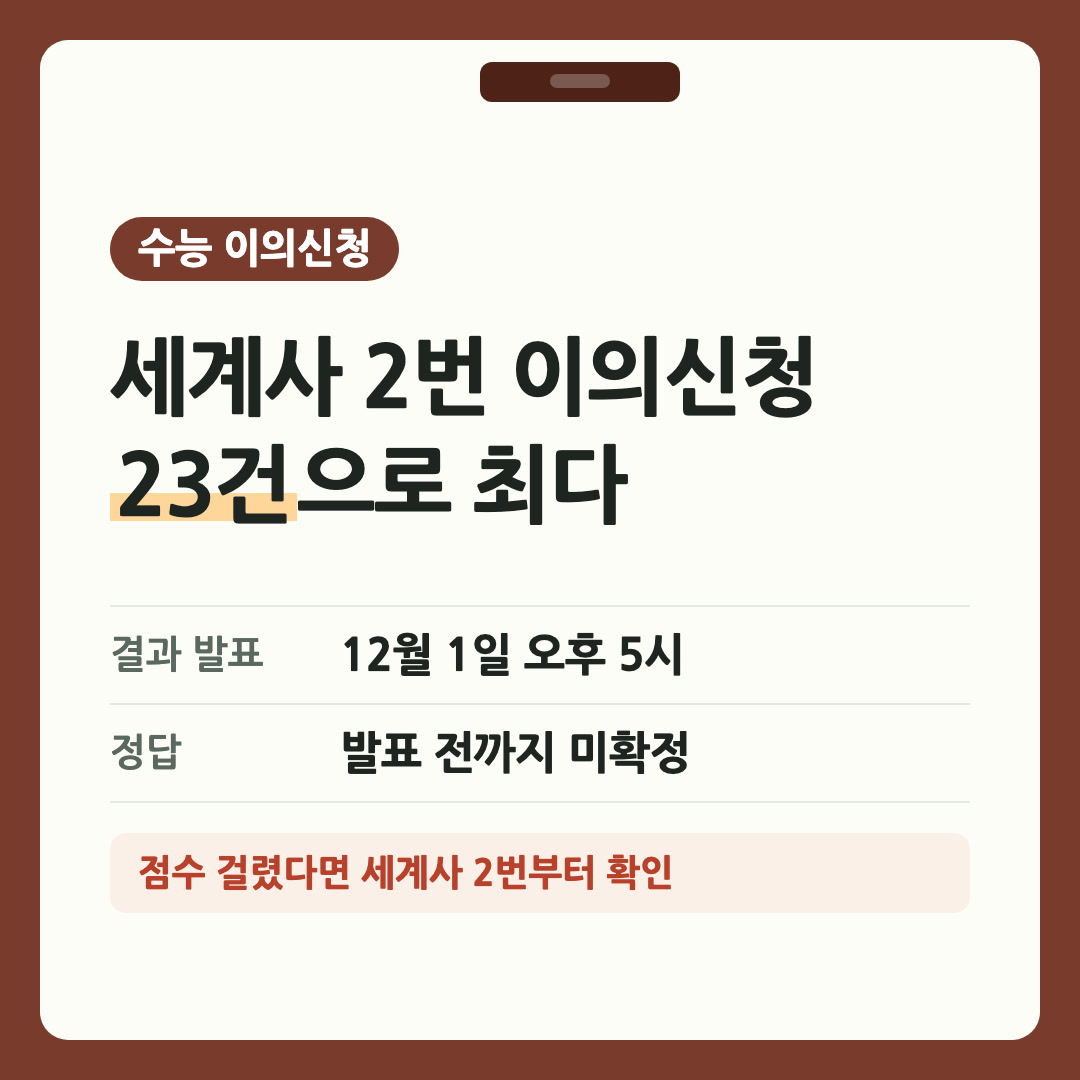 수능 이의신청
세계사 2번 이의신청
23건으로 최다
결과 발표 12월 1일 오후 5시
정답 발표 전까지 미확정
점수 걸렸다면 세계사 2번부터 확인